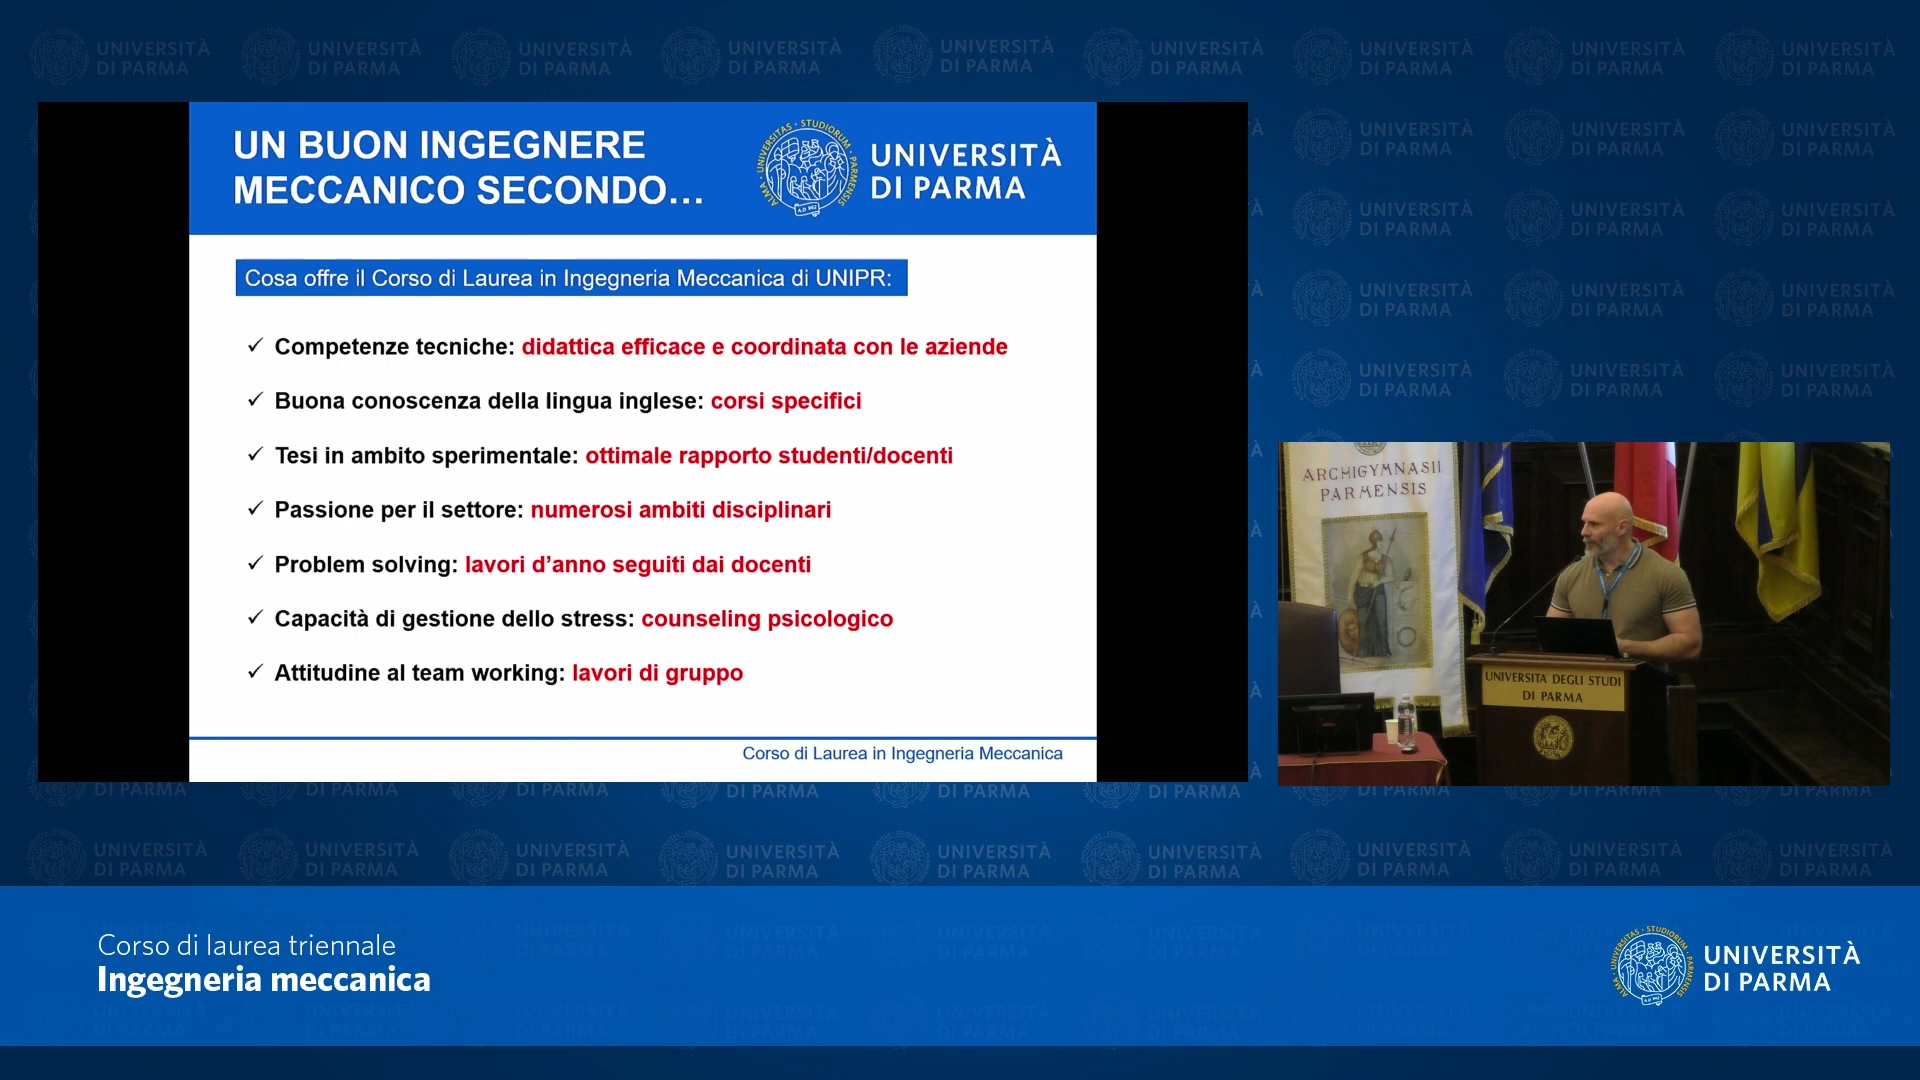 UN BUON INGEGNERE
MECCANICO SECONDO...
UNIVERSITÀ
DI PARMA
Cosa offre il Corso di Laurea in Ingegneria Meccanica di UNIPR:
✓ Competenze tecniche: didattica efficace e coordinata con le aziende
✓ Buona conoscenza della lingua inglese: corsi specifici
✓ Tesi in ambito sperimentale: ottimale rapporto studenti/docenti
✓ Passione per il settore: numerosi ambiti disciplinari
✓ Problem solving: lavori d’anno seguiti dai docenti
✓ Capacità di gestione dello stress: counseling psicologico
✓ Attitudine al team working: lavori di gruppo
Corso di Laurea in Ingegneria Meccanica
ARCHIGYMNASII
PARMENSIS
UNIVERSITA' DEGLI STUDI
DI PARMA
Corso di laurea triennale
Ingegneria meccanica
UNIVERSITÀ
DI PARMA